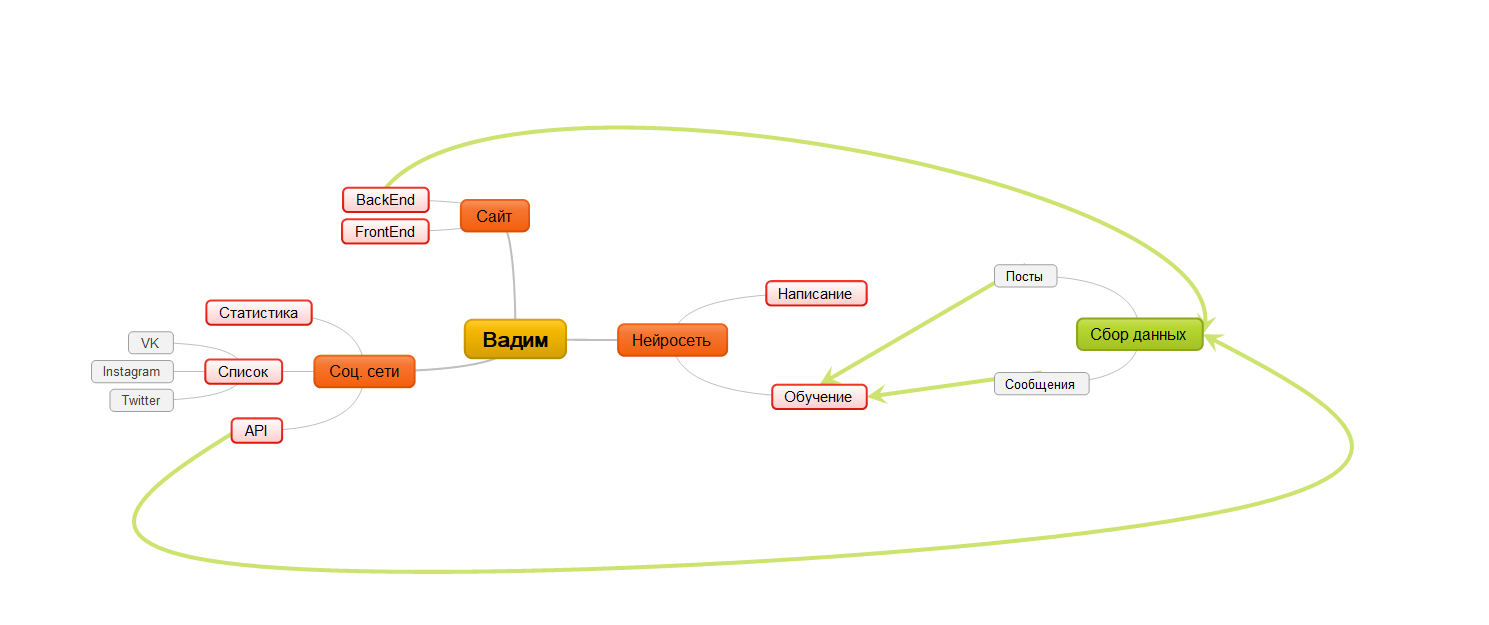 BackEnd
Сайт
FrontEnd
Посты
Написание
Статистика
Сбор данных
Вадим
Нейросеть
VK
Instagram
Список
Соц. сети
Twitter
Сообщения
Обучение
API